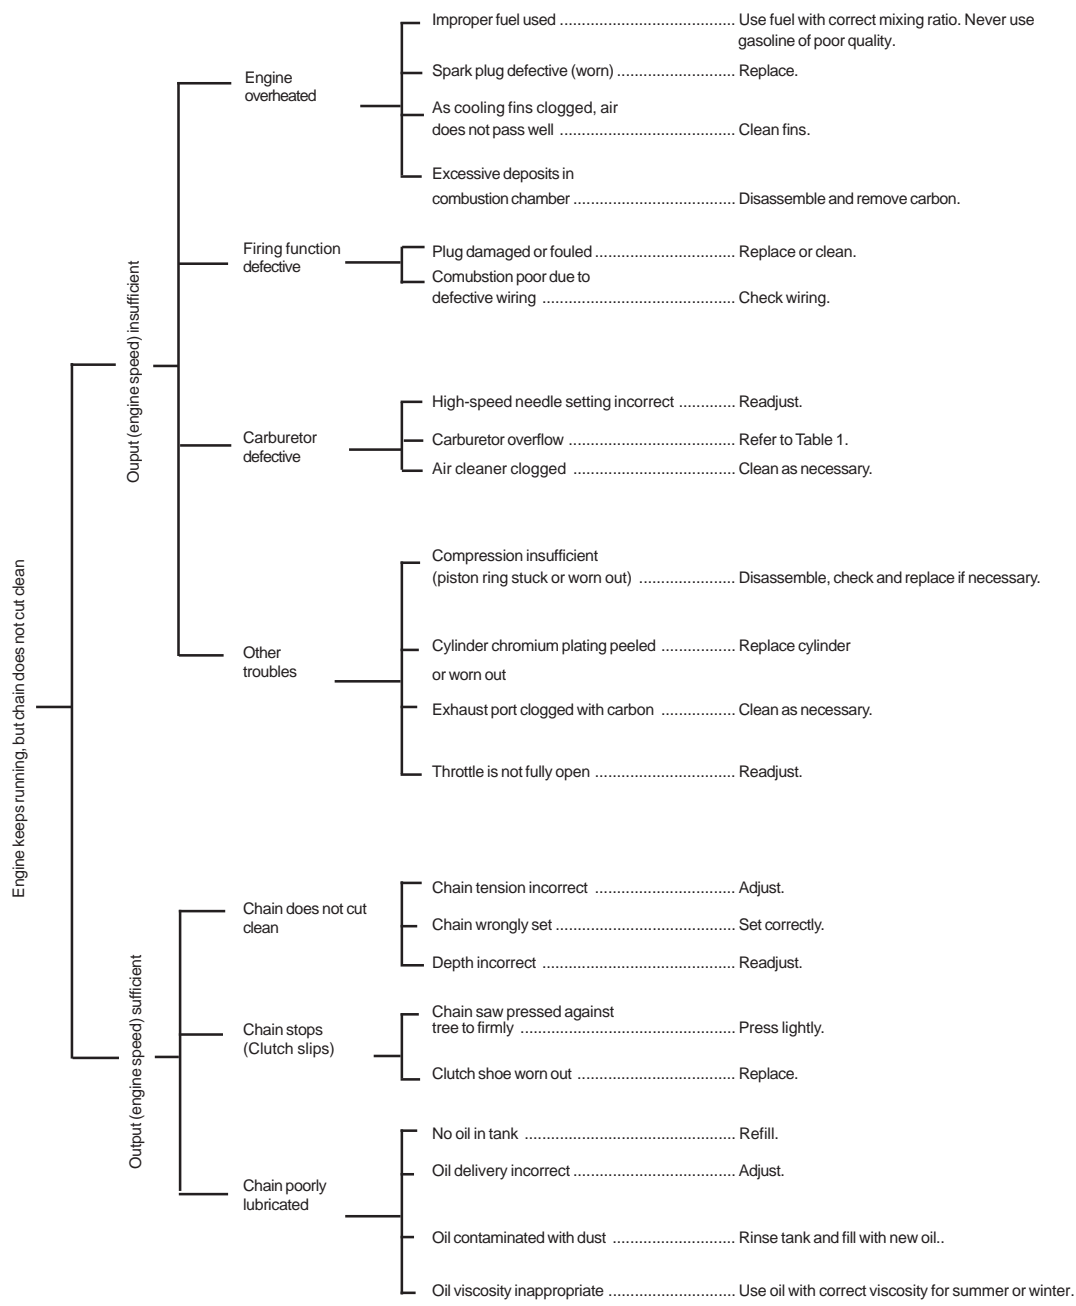 Engine keeps running, but chain does not cut clean
Ouput (engine speed) insufficient
Engine
overheated
Improper fuel used ........................................ Use fuel with correct mixing ratio. Never use
gasoline of poor quality.
Spark plug defective (worn) ........................... Replace.
As cooling fins clogged, air
does not pass well ........................................ Clean fins.
Excessive deposits in
combustion chamber ..................................... Disassemble and remove carbon.
Firing function
defective
Plug damaged or fouled ................................ Replace or clean.
Comubstion poor due to
defective wiring ............................................ Check wiring.
Carburetor
defective
High-speed needle setting incorrect ............. Readjust.
Carburetor overflow ...................................... Refer to Table 1.
Air cleaner clogged ..................................... Clean as necessary.
Other
troubles
Compression insufficient
(piston ring stuck or worn out) ...................... Disassemble, check and replace if necessary.
Cylinder chromium plating peeled ................. Replace cylinder
or worn out
Exhaust port clogged with carbon ................. Clean as necessary.
Throttle is not fully open ................................ Readjust.
Output (engine speed) sufficient
Chain does not cut
clean
Chain tension incorrect ................................ Adjust.
Chain wrongly set ......................................... Set correctly.
Depth incorrect ............................................ Readjust.
Chain stops
(Clutch slips)
Chain saw pressed against
tree to firmly ................................................. Press lightly.
Clutch shoe worn out .................................... Replace.
Chain poorly
lubricated
No oil in tank ................................................ Refill.
Oil delivery incorrect ..................................... Adjust.
Oil contaminated with dust ............................ Rinse tank and fill with new oil..
Oil viscosity inappropriate ............................. Use oil with correct viscosity for summer or winter.